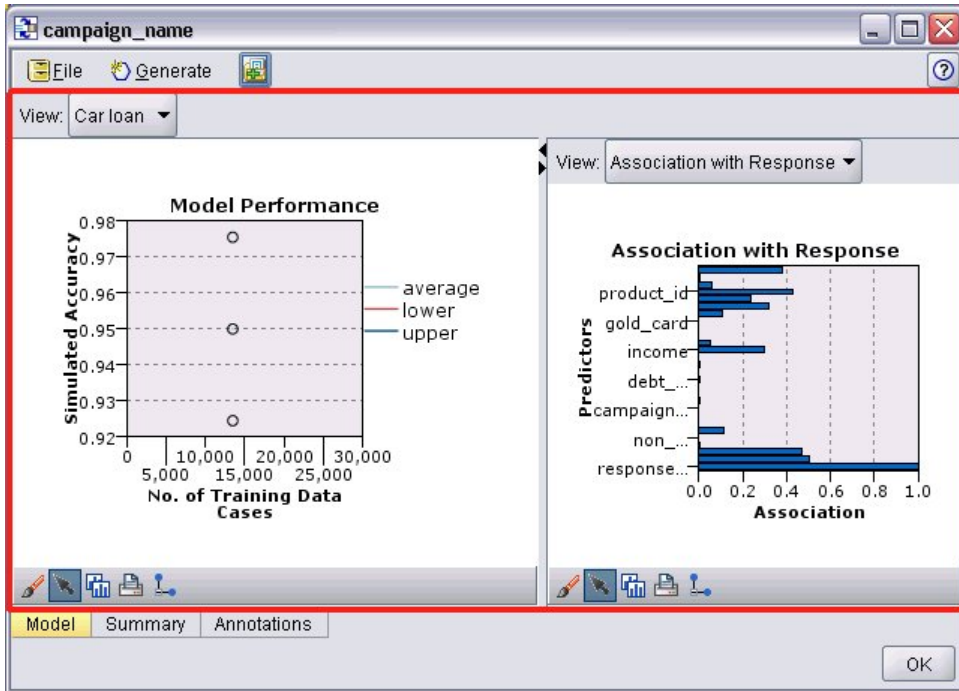 campaign_name
File Generate
View: Car loan
View: Association with Response
Model Performance
Simulated Accuracy
0.98
0.97
0.96
0.95
0.94
0.93
0.92
0 10,000 20,000 30,000
5,000 15,000 25,000
No. of Training Data
Cases
average
lower
upper
Association with Response
Predictors
product_id
gold_card
income
debt_...
campaign...
non_...
response...
0.0 0.2 0.4 0.6 0.8 1.0
Association
Model Summary Annotations
OK